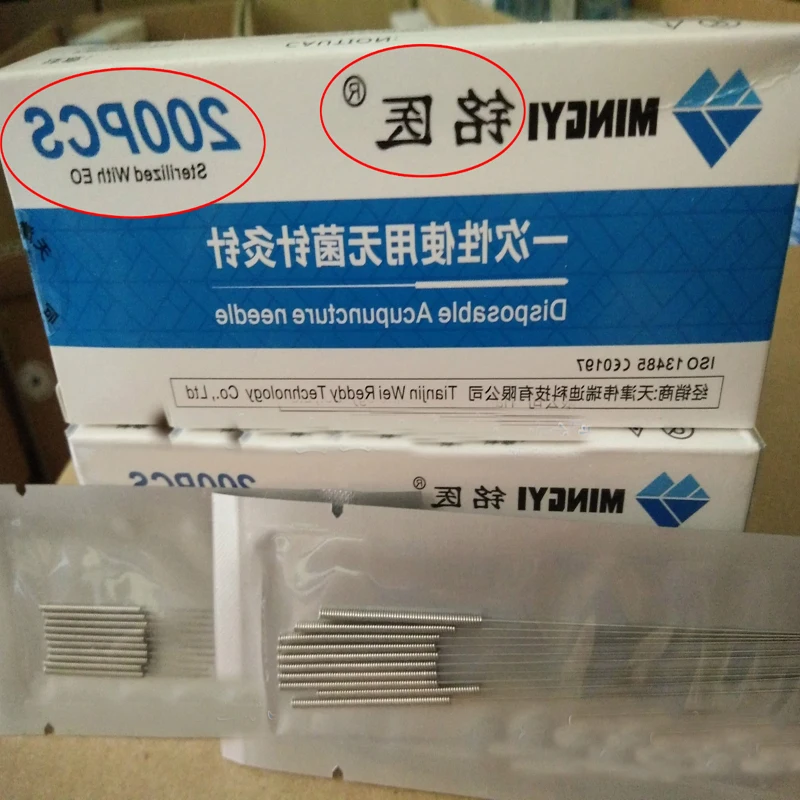 CAUTION:
MINGYI 铭医®
200PCS
Sterilized With EO
一次性使用无菌针灸针
Disposable Acupuncture needle
ISO 13485 CE0197
经销商:天津伟瑞迪科技有限公司 Tianjin Wei Reddy Technology Co.,Ltd
MINGYI 铭医®
200PCS